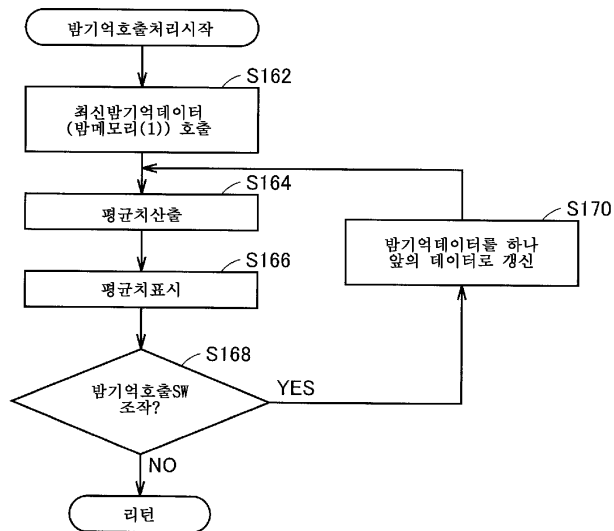 밤기억호출처리시작
S162
최신밤기억데이터
(밤메모리(1)) 호출
S164
평균치산출
S170
밤기억데이터를 하나
앞의 데이터로 갱신
S166
평균치표시
S168
밤기억호출SW
조작?
YES
NO
리턴